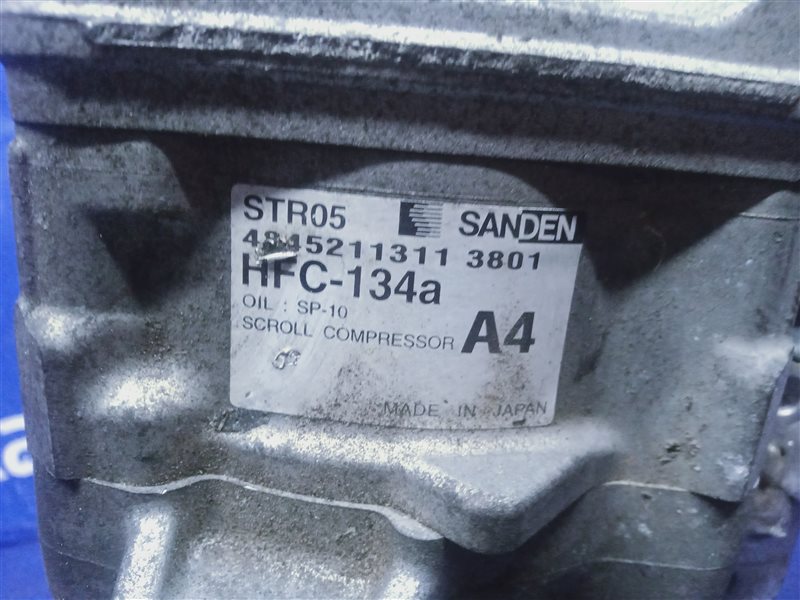 STR05 SANDEN
4845211311 3801
HFC-134a
OIL : SP-10
SCROLL COMPRESSOR A4
MADE IN JAPAN